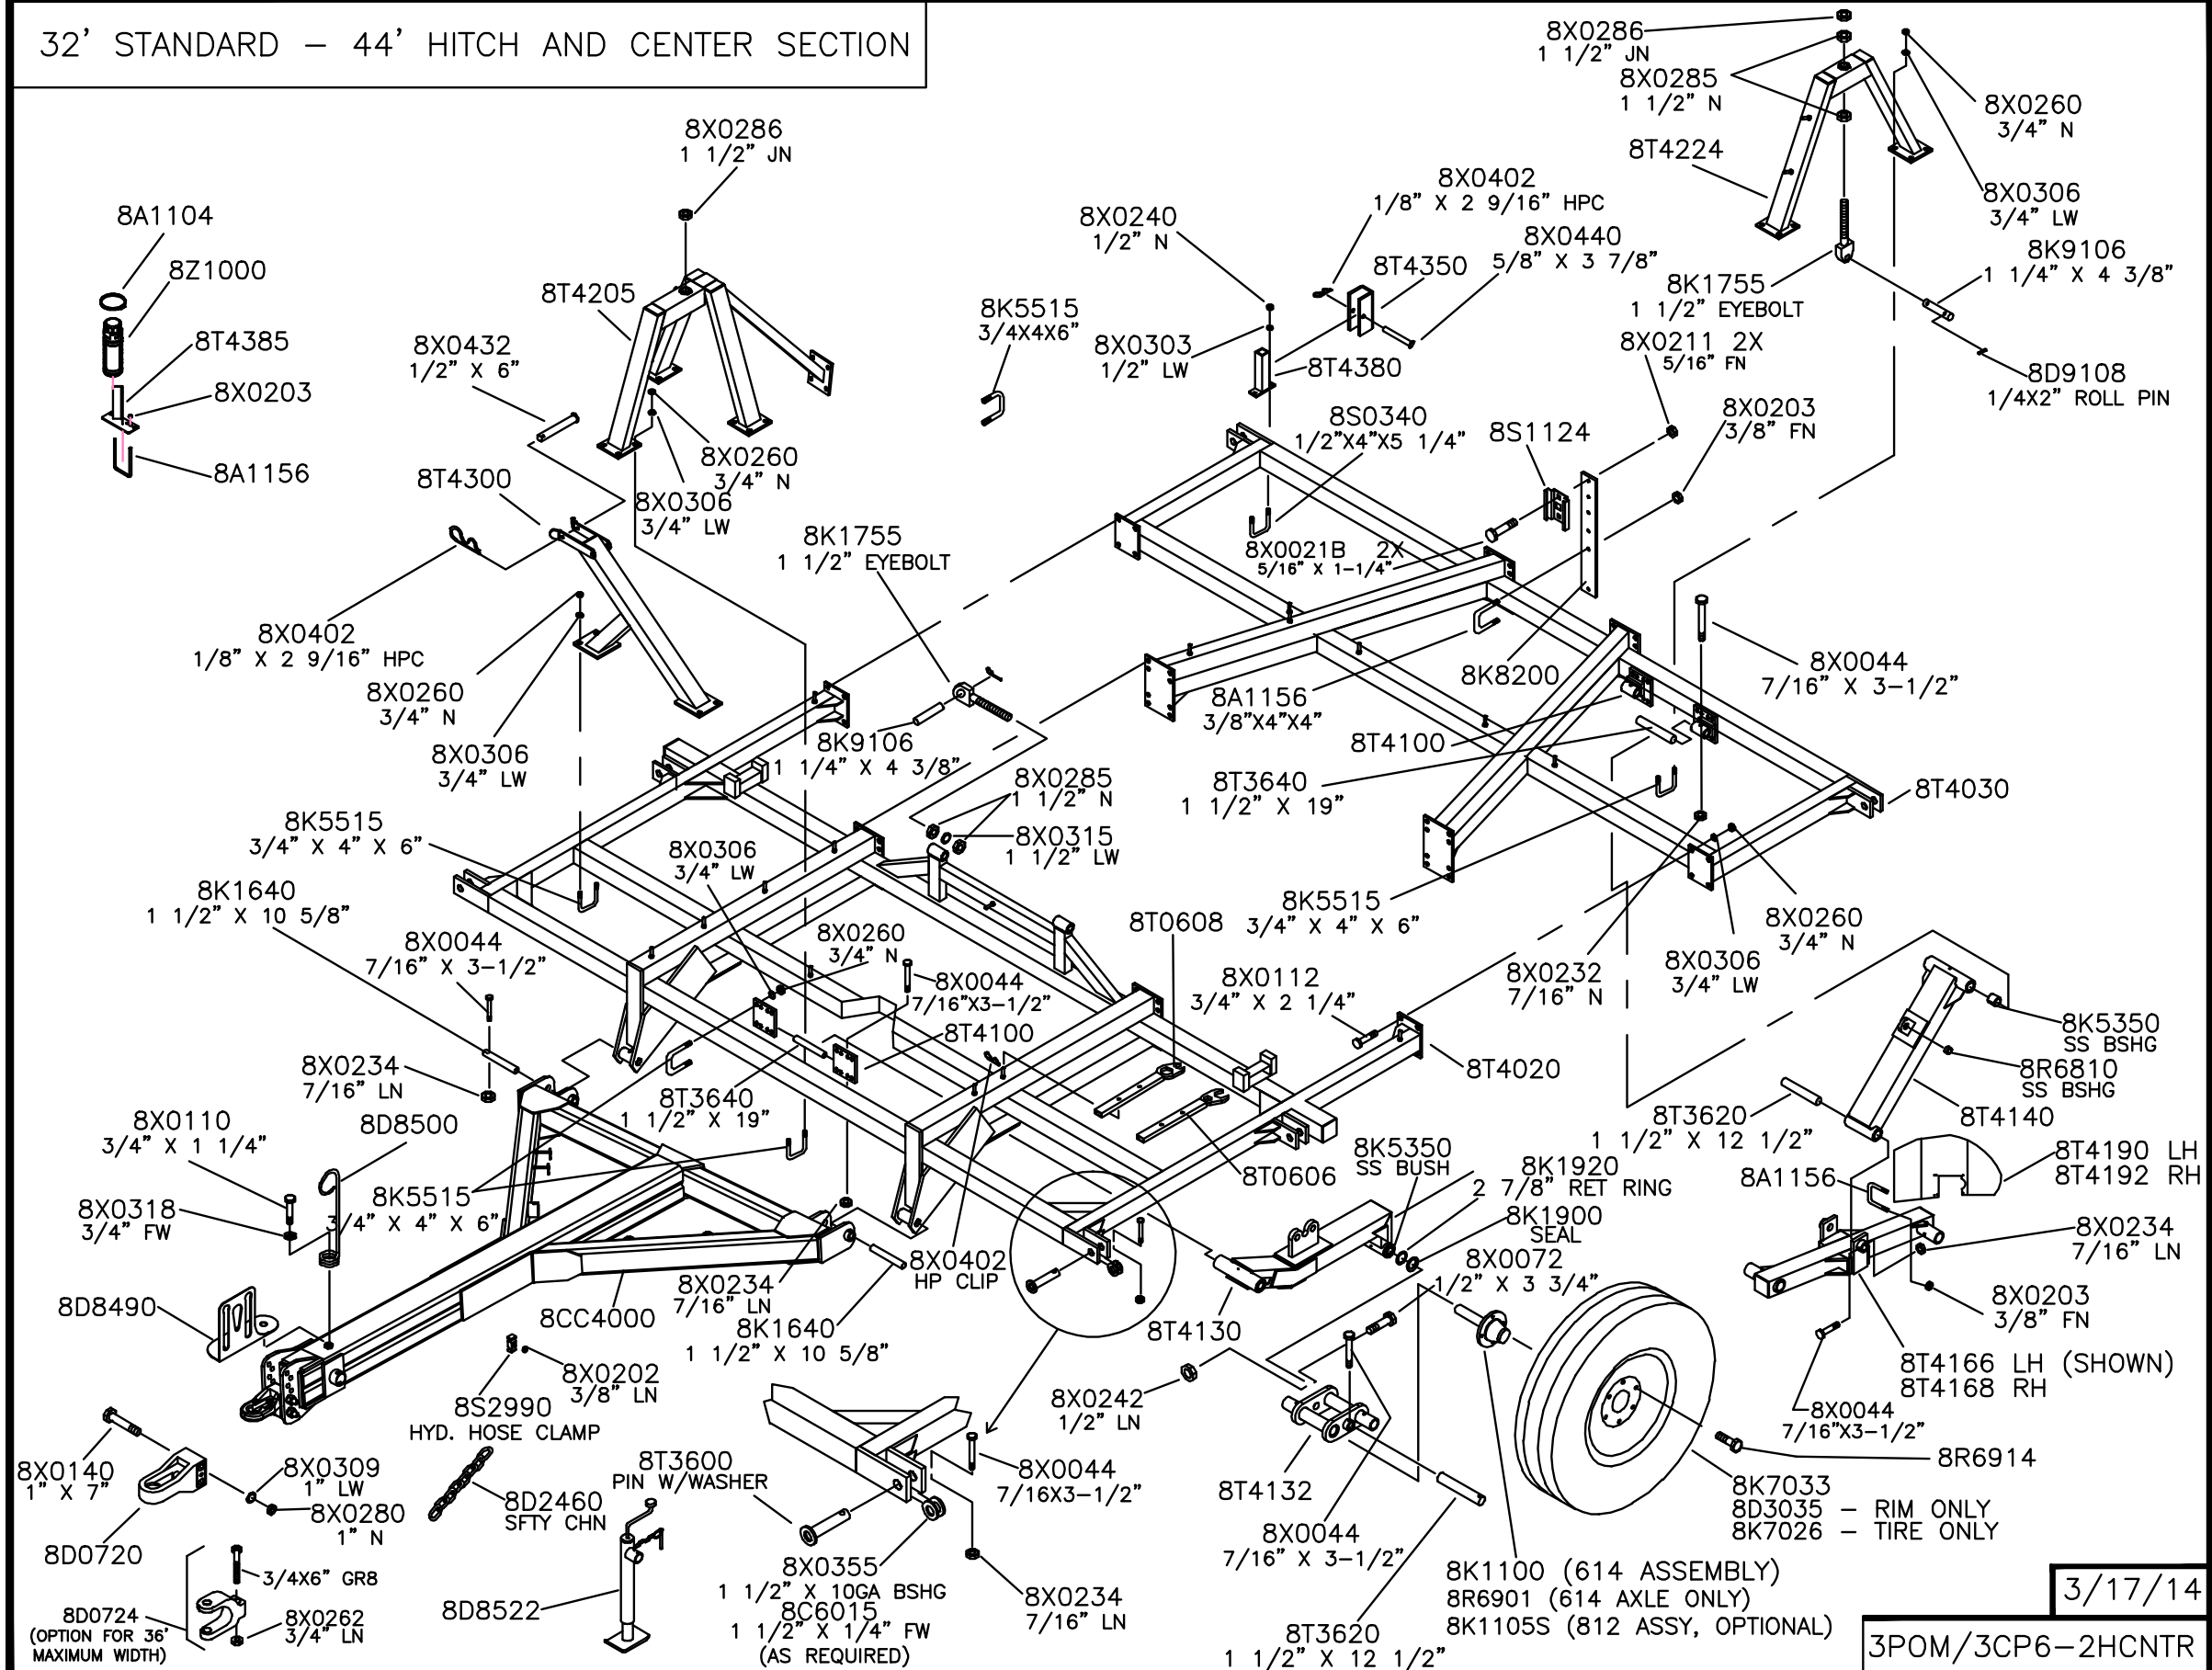 32' STANDARD – 44' HITCH AND CENTER SECTION
8X0286
1 1/2" JN
8X0285
1 1/2" N
8T4224
8X0260
3/4" N
8X0306
3/4" LW
8K9106
1 1/4" X 4 3/8"
8K1755
1 1/2" EYEBOLT
8D9108
1/4X2" ROLL PIN
8X0286
1 1/2" JN
8A1104
8Z1000
8T4385
8X0203
8A1156
8T4205
8X0432
1/2" X 6"
8T4300
8X0260
3/4" N
8X0306
3/4" LW
8K5515
3/4X4X6"
8X0240
1/2" N
8X0303
1/2" LW
8X0402
1/8" X 2 9/16" HPC
8X0440
5/8" X 3 7/8"
8T4350
8T4380
8X0211 2X
5/16" FN
8X0203
3/8" FN
8S0340
1/2"X4"X5 1/4"
8S1124
8X0021B 2X
5/16" X 1-1/4"
8K1755
1 1/2" EYEBOLT
8X0402
1/8" X 2 9/16" HPC
8X0260
3/4" N
8X0306
3/4" LW
8K9106
1 1/4" X 4 3/8"
8A1156
3/8"X4"X4"
8K8200
8X0044
7/16" X 3-1/2"
8T4100
8T3640
1 1/2" X 19"
8T4030
8X0285
1 1/2" N
8X0315
1 1/2" LW
8K5515
3/4" X 4" X 6"
8K1640
1 1/2" X 10 5/8"
8X0306
3/4" LW
8X0260
3/4" N
8X0044
7/16" X 3-1/2"
8X0044
7/16"X3-1/2"
8T4100
8T0608
8K5515
3/4" X 4" X 6"
8X0112
3/4" X 2 1/4"
8X0232
7/16" N
8X0260
3/4" N
8X0306
3/4" LW
8T4020
8K5350
SS BSHG
8R6810
SS BSHG
8T4140
8T3620
1 1/2" X 12 1/2"
8X0234
7/16" LN
8X0110
3/4" X 1 1/4"
8D8500
8X0318
3/4" FW
8K5515
3/4" X 4" X 6"
8T3640
1 1/2" X 19"
8T0606
8K5350
SS BUSH
8K1920
2 7/8" RET RING
8K1900
SEAL
8A1156
8T4190 LH
8T4192 RH
8X0234
7/16" LN
8X0203
3/8" FN
8T4166 LH (SHOWN)
8T4168 RH
8X0044
7/16"X3-1/2"
8D8490
8CC4000
8X0234
7/16" LN
8K1640
1 1/2" X 10 5/8"
8X0402
HP CLIP
8T4130
8X0072
1/2" X 3 3/4"
8S2990
HYD. HOSE CLAMP
8X0202
3/8" LN
8X0140
1" X 7"
8X0309
1" LW
8X0280
1" N
8D0720
8D2460
SFTY CHN
8T3600
PIN W/WASHER
8X0044
7/16X3-1/2"
8X0242
1/2" LN
8T4132
8X0044
7/16" X 3-1/2"
8R6914
8K7033
8D3035 – RIM ONLY
8K7026 – TIRE ONLY
3/4X6" GR8
8D0724
(OPTION FOR 36'
MAXIMUM WIDTH)
8X0262
3/4" LN
8D8522
8X0355
1 1/2" X 10GA BSHG
8C6015
1 1/2" X 1/4" FW
(AS REQUIRED)
8X0234
7/16" LN
8T3620
1 1/2" X 12 1/2"
8K1100 (614 ASSEMBLY)
8R6901 (614 AXLE ONLY)
8K1105S (812 ASSY, OPTIONAL)
3/17/14
3POM/3CP6-2HCNTR